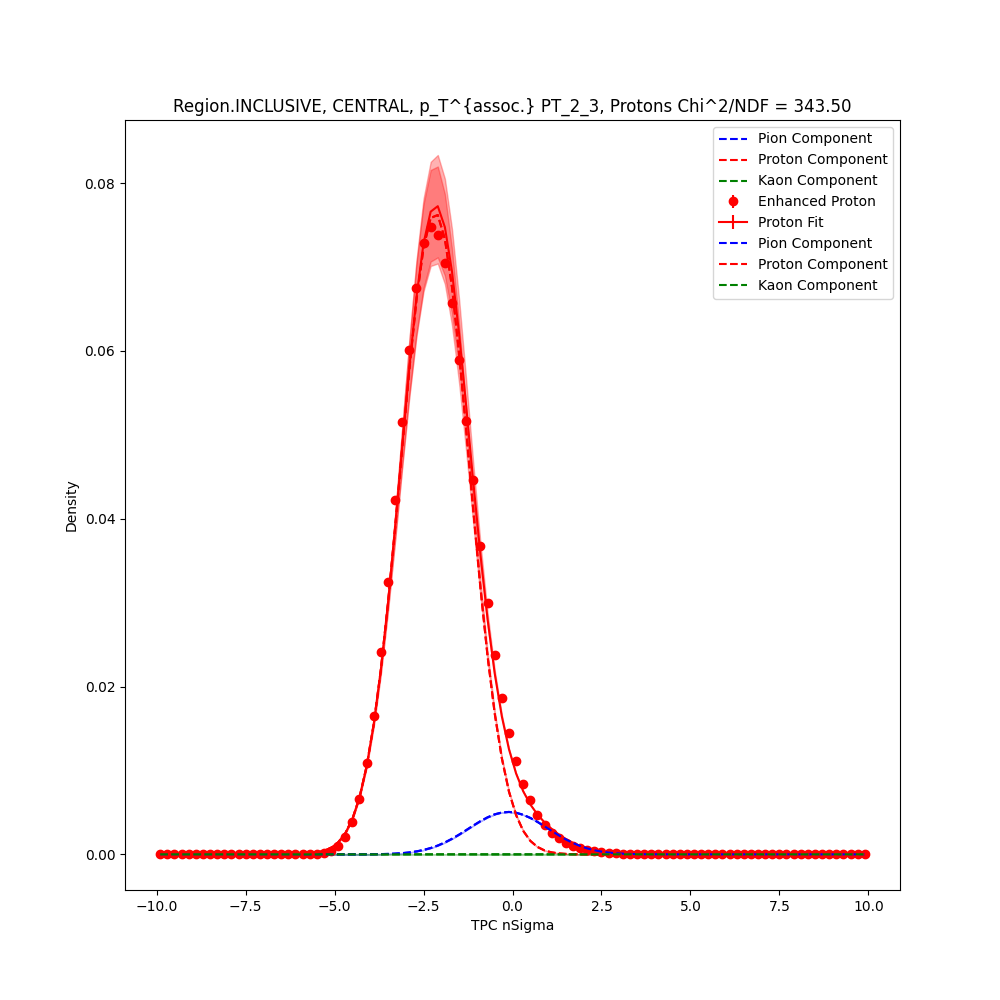 Region.INCLUSIVE, CENTRAL, p_T^{assoc.} PT_2_3, Protons Chi^2/NDF = 343.50
Pion Component
Proton Component
Kaon Component
Enhanced Proton
Proton Fit
Pion Component
Proton Component
Kaon Component
0.08
0.06
0.04
0.02
0.00
Density
−10.0
−7.5
−5.0
−2.5
0.0
2.5
5.0
7.5
10.0
TPC nSigma